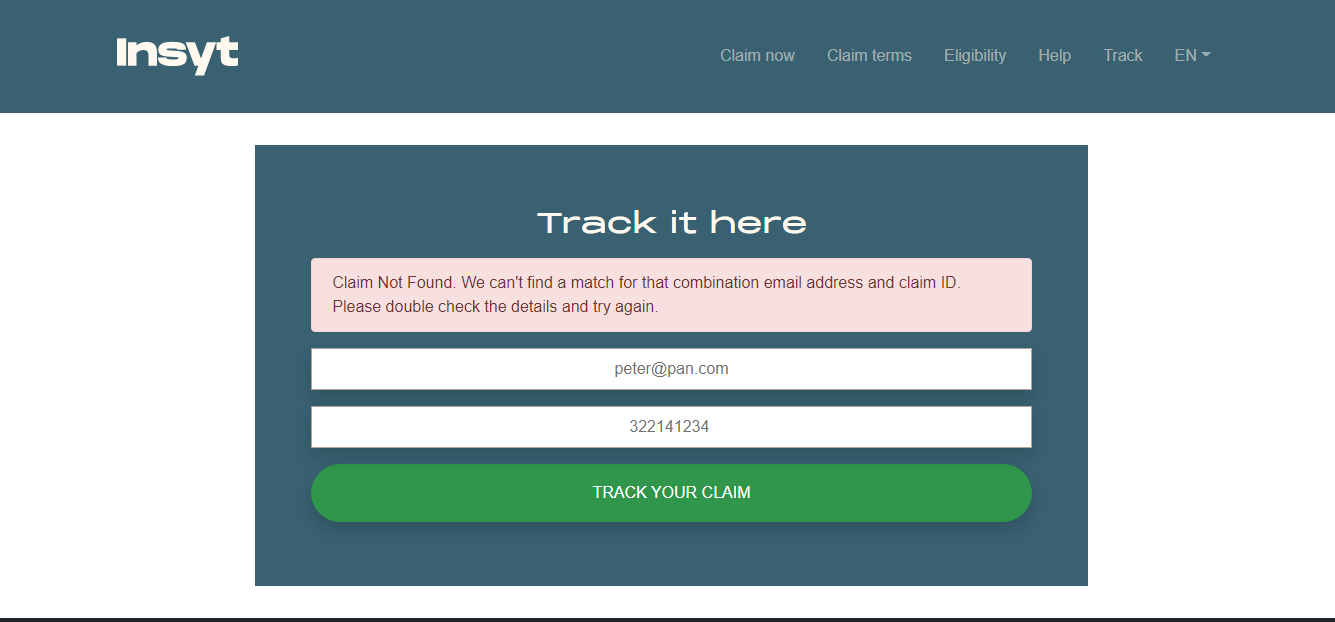 Insyt
Claim now Claim terms Eligibility Help Track EN
Track it here
Claim Not Found. We can't find a match for that combination email address and claim ID.
Please double check the details and try again.
peter@pan.com
322141234
TRACK YOUR CLAIM